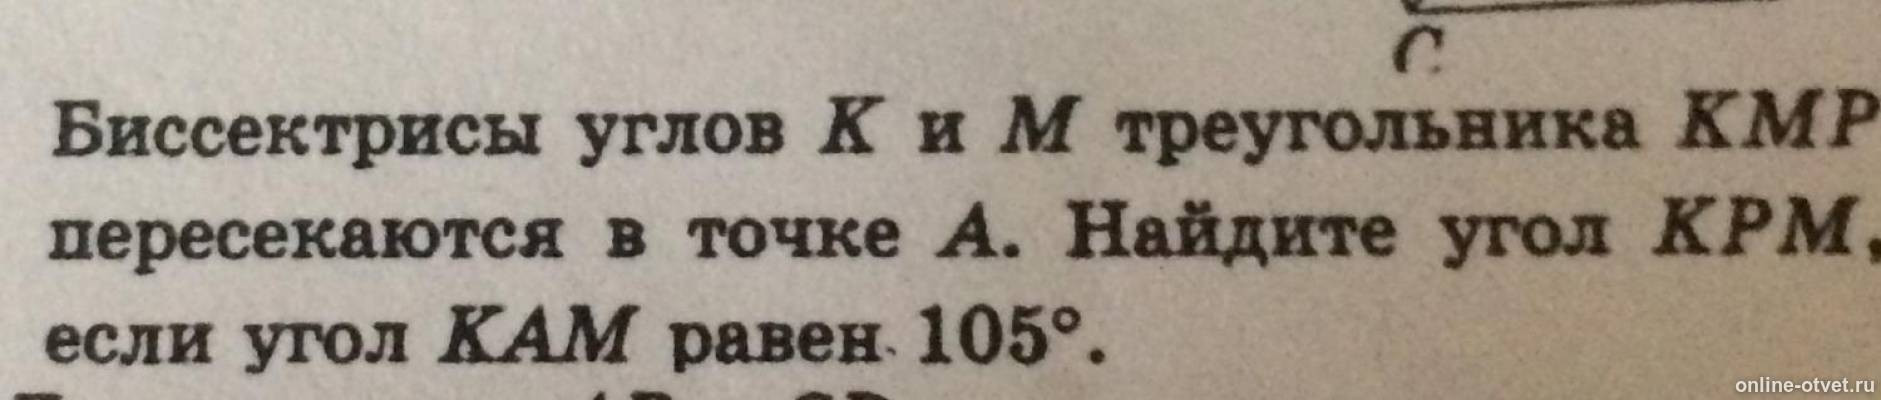 C
Биссектрисы углов K и M треугольника KMP
пересекаются в точке A. Найдите угол KPM,
если угол KAM равен 105°.
online-otvet.ru